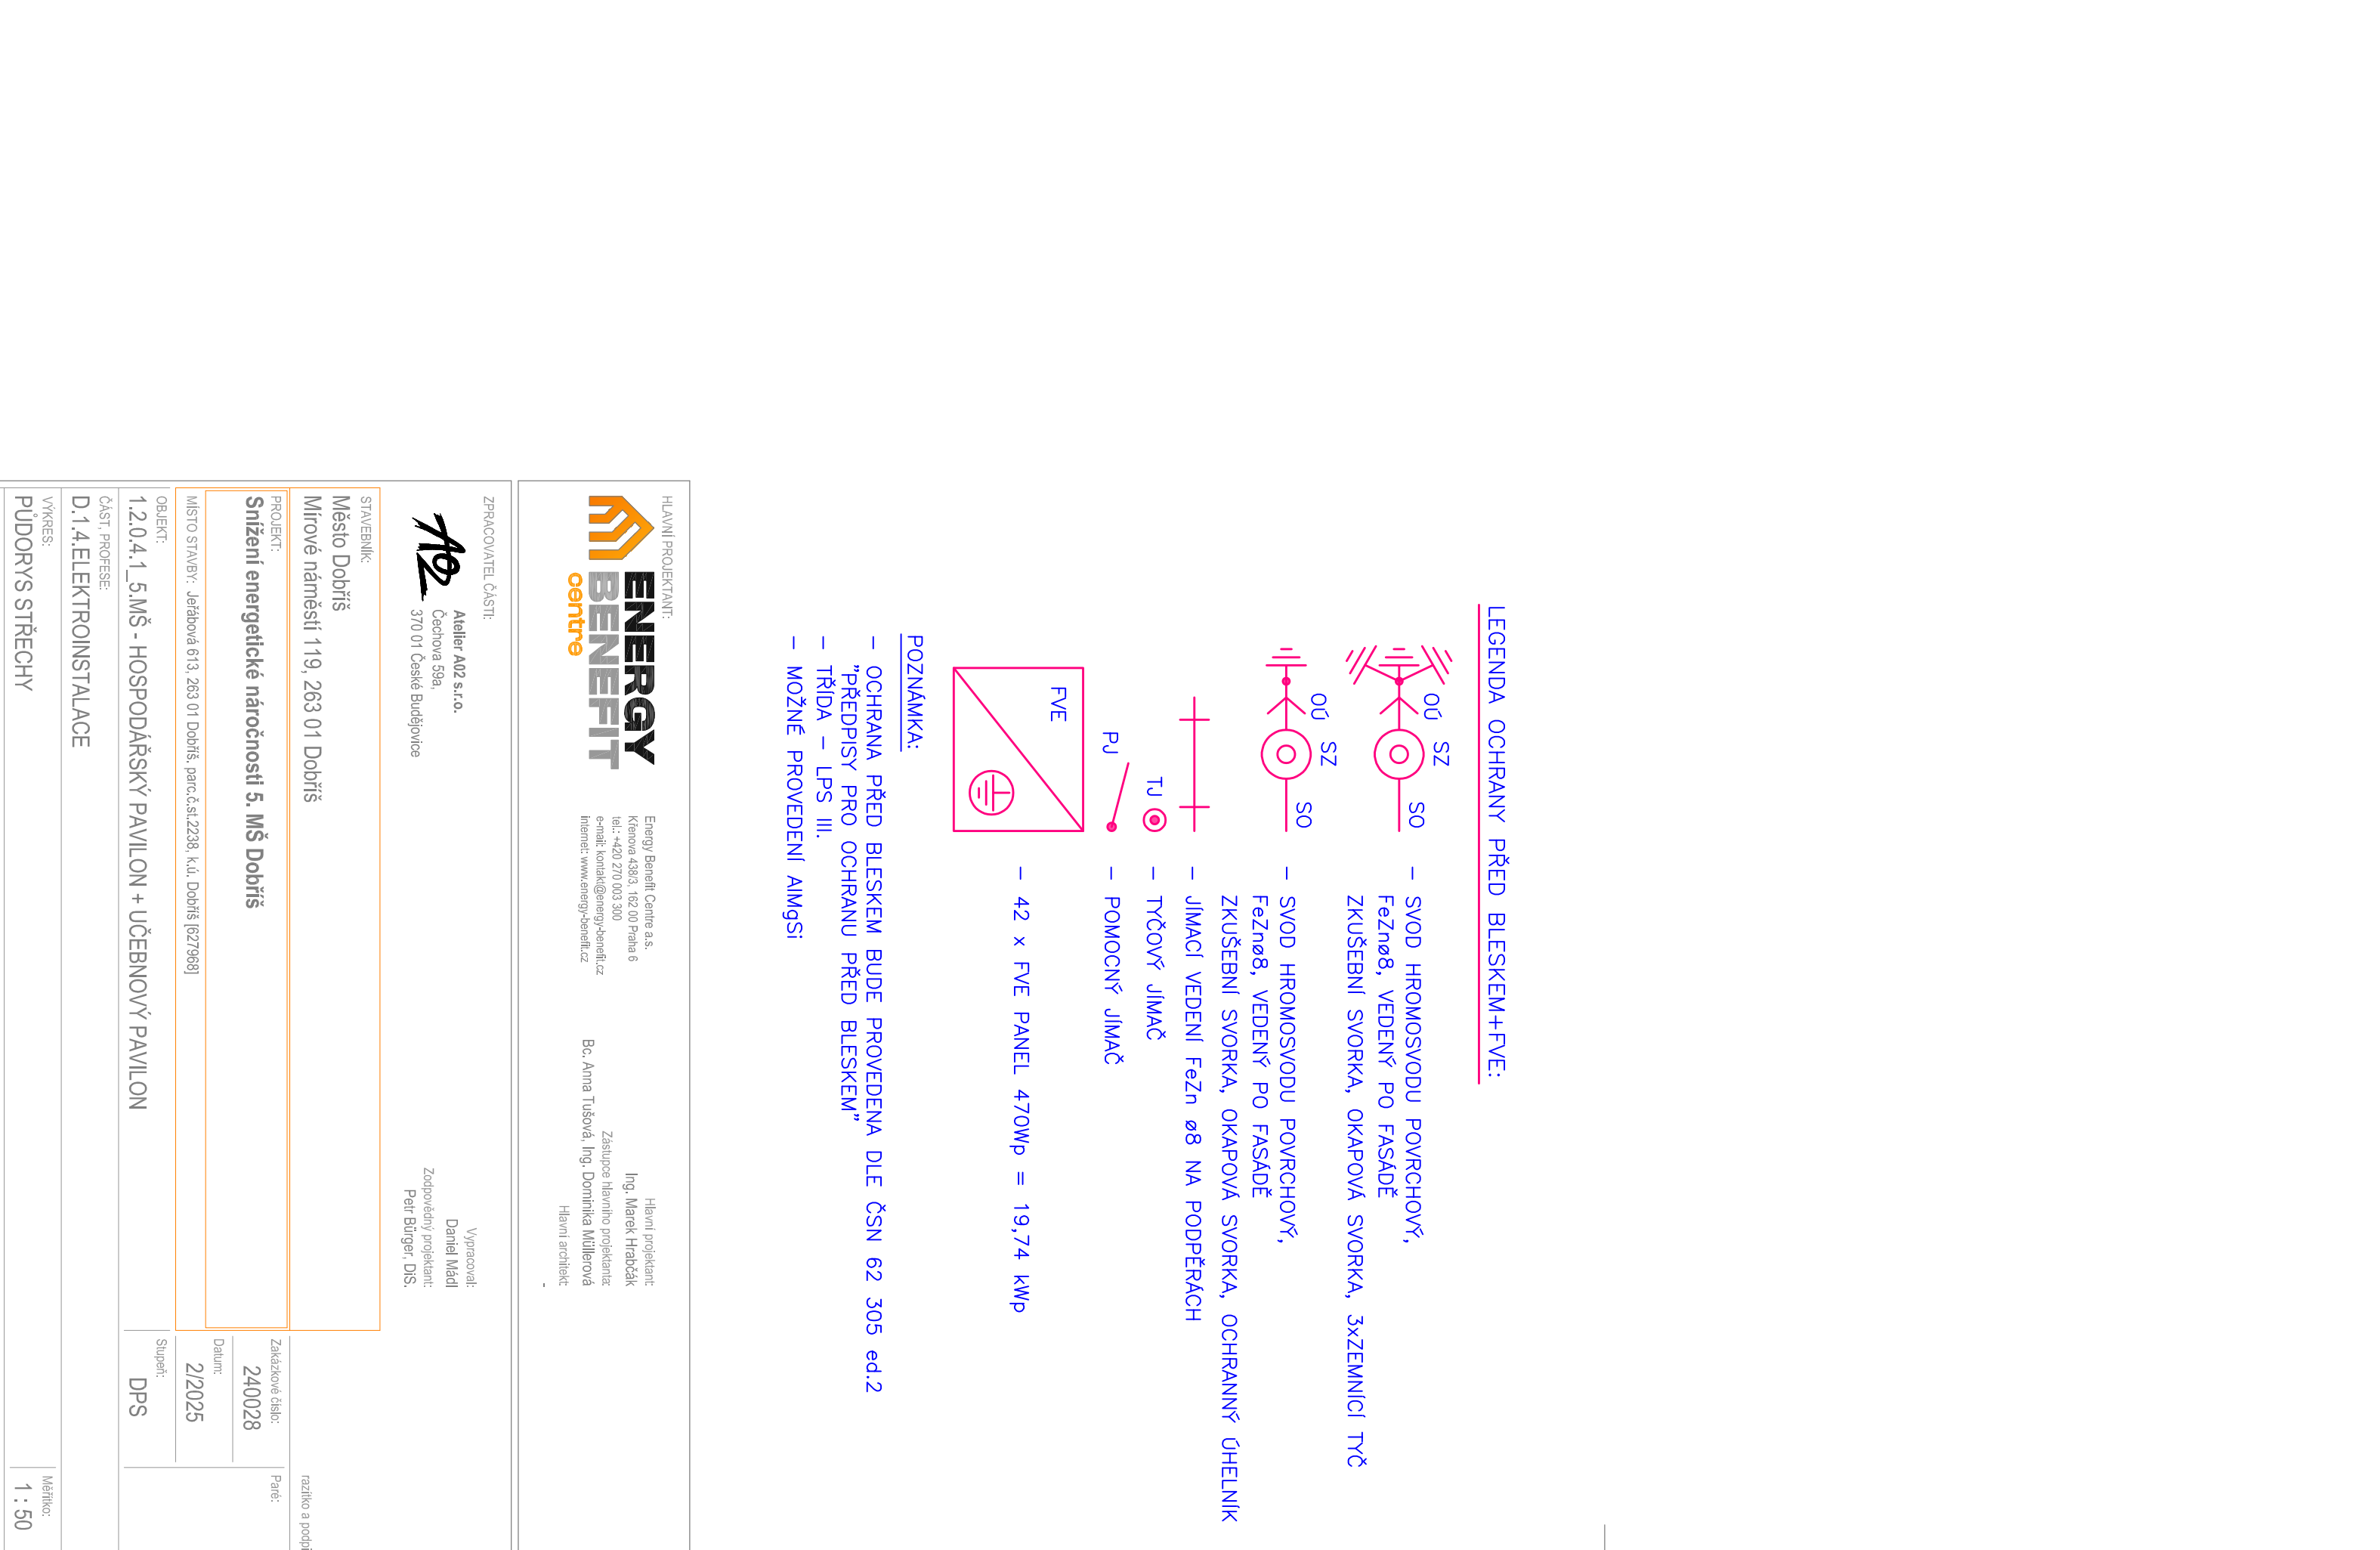 LEGENDA OCHRANY PŘED BLESKEM+FVE:
OÚ
SZ
SO
– SVOD HROMOSVODU POVRCHOVÝ,
FeZnø8, VEDENÝ PO FASÁDĚ
ZKUŠEBNÍ SVORKA, OKAPOVÁ SVORKA, 3xZEMNÍCÍ TYČ
OÚ
SZ
SO
– SVOD HROMOSVODU POVRCHOVÝ,
FeZnø8, VEDENÝ PO FASÁDĚ
ZKUŠEBNÍ SVORKA, OKAPOVÁ SVORKA, OCHRANNÝ ÚHELNÍK
– JÍMACÍ VEDENÍ FeZn ø8 NA PODPĚRÁCH
TJ
– TYČOVÝ JÍMAČ
PJ
– POMOCNÝ JÍMAČ
FVE
– 42 x FVE PANEL 470Wp = 19,74 kWp
POZNÁMKA:
– OCHRANA PŘED BLESKEM BUDE PROVEDENA DLE ČSN 62 305 ed.2
"PŘEDPISY PRO OCHRANU PŘED BLESKEM"
– TŘÍDA – LPS III.
– MOŽNÉ PROVEDENÍ AlMgSi
HLAVNÍ PROJEKTANT:
ENERGY
BENEFIT
centre
Energy Benefit Centre a.s.
Křenova 438/3, 162 00 Praha 6
tel.: +420 270 003 300
e-mail: kontakt@energy-benefit.cz
internet: www.energy-benefit.cz
Hlavní projektant:
Ing. Marek Hrabčák
Zástupce hlavního projektanta:
Bc. Anna Tušová, Ing. Dominika Müllerová
Hlavní architekt:
-
ZPRACOVATEL ČÁSTI:
A02
Atelier A02 s.r.o.
Čechova 59a,
370 01 České Budějovice
Vypracoval:
Daniel Mádl
Zodpovědný projektant:
Petr Bürger, DiS.
STAVEBNÍK:
Město Dobříš
Mírové náměstí 119, 263 01 Dobříš
razítko a podpi
PROJEKT:
Snížení energetické náročnosti 5. MŠ Dobříš
Zakázkové číslo:
240028
Paré:
MÍSTO STAVBY: Jeřábová 613, 263 01 Dobříš, parc.č.st.2238, k.ú. Dobříš [627968]
Datum:
2/2025
OBJEKT:
1.2.0.4.1_5.MŠ - HOSPODÁŘSKÝ PAVILON + UČEBNOVÝ PAVILON
Stupeň:
DPS
ČÁST, PROFESE:
D.1.4.ELEKTROINSTALACE
VÝKRES:
PŮDORYS STŘECHY
Měřítko:
1 : 50